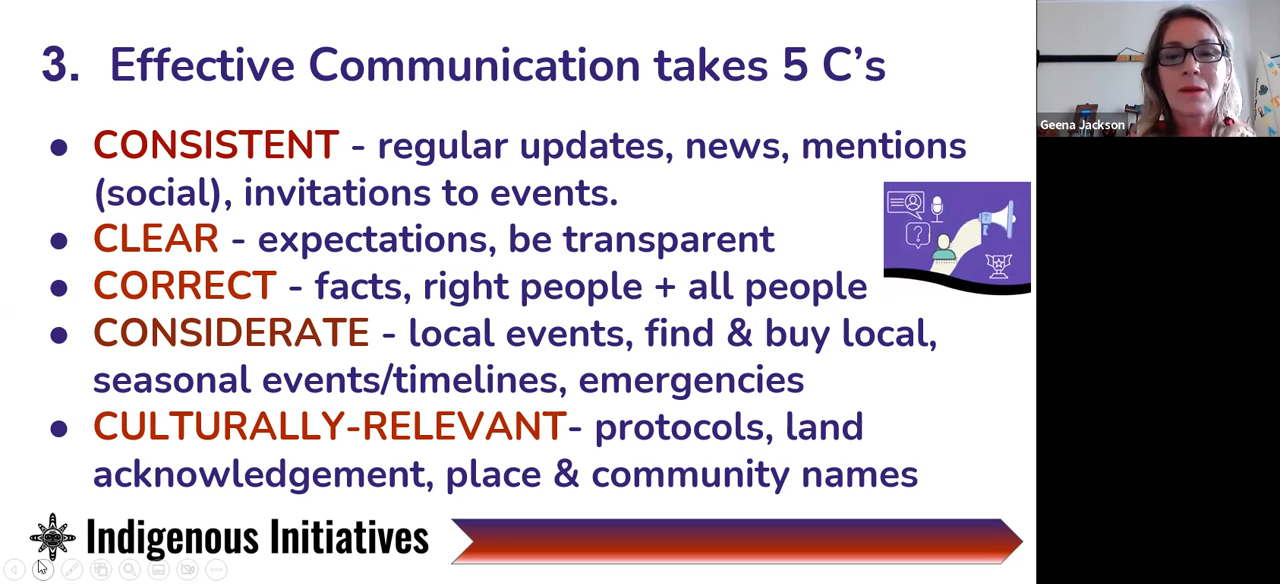 3. Effective Communication takes 5 C's
● CONSISTENT - regular updates, news, mentions
(social), invitations to events.
● CLEAR - expectations, be transparent
● CORRECT - facts, right people + all people
● CONSIDERATE - local events, find & buy local,
seasonal events/timelines, emergencies
● CULTURALLY-RELEVANT- protocols, land
acknowledgement, place & community names
Indigenous Initiatives
Geena Jackson